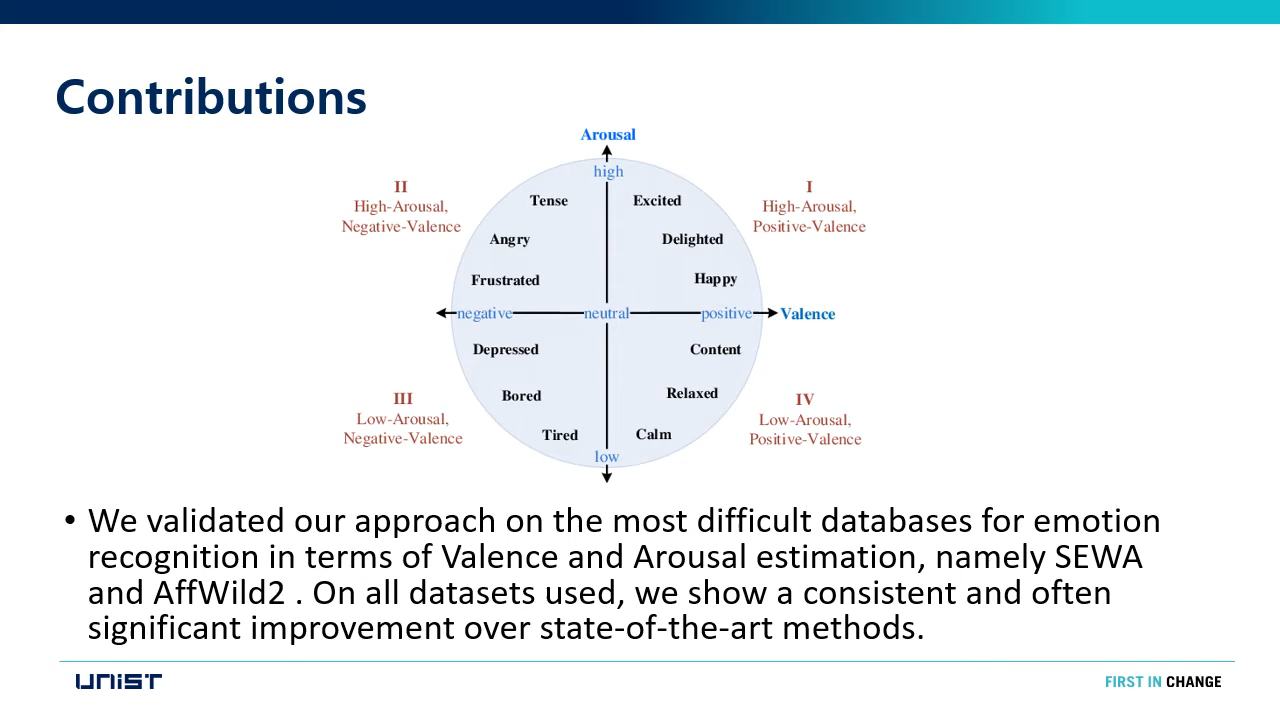 Contributions
Arousal
high
II
High-Arousal,
Negative-Valence
I
High-Arousal,
Positive-Valence
Tense
Excited
Angry
Delighted
Frustrated
Happy
negative
neutral
positive
Valence
Depressed
Content
Bored
Relaxed
Tired
Calm
III
Low-Arousal,
Negative-Valence
IV
Low-Arousal,
Positive-Valence
low
• We validated our approach on the most difficult databases for emotion
recognition in terms of Valence and Arousal estimation, namely SEWA
and AffWild2 . On all datasets used, we show a consistent and often
significant improvement over state-of-the-art methods.
UNIST
FIRST IN CHANGE